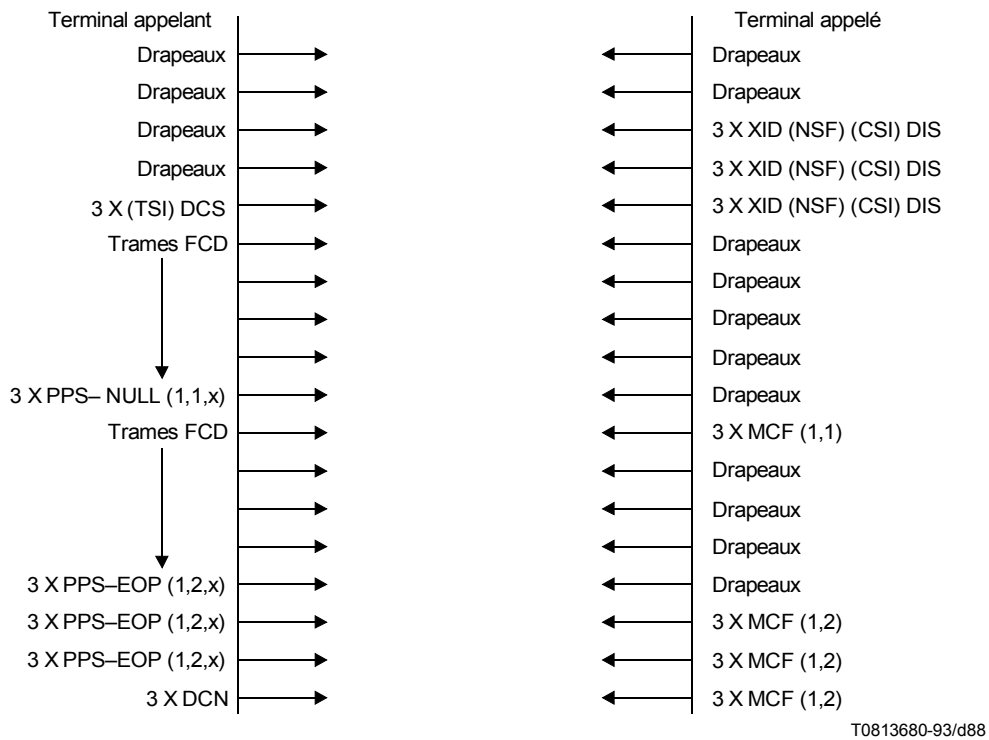 Terminal appelant Terminal appelé
Drapeaux Drapeaux
Drapeaux Drapeaux
Drapeaux 3 X XID (NSF) (CSI) DIS
Drapeaux 3 X XID (NSF) (CSI) DIS
3 X (TSI) DCS 3 X XID (NSF) (CSI) DIS
Trames FCD Drapeaux
Drapeaux
Drapeaux
Drapeaux
3 X PPS– NULL (1,1,x) Drapeaux
Trames FCD 3 X MCF (1,1)
Drapeaux
Drapeaux
Drapeaux
3 X PPS–EOP (1,2,x) Drapeaux
3 X PPS–EOP (1,2,x) 3 X MCF (1,2)
3 X PPS–EOP (1,2,x) 3 X MCF (1,2)
3 X DCN 3 X MCF (1,2)
T0813680-93/d88